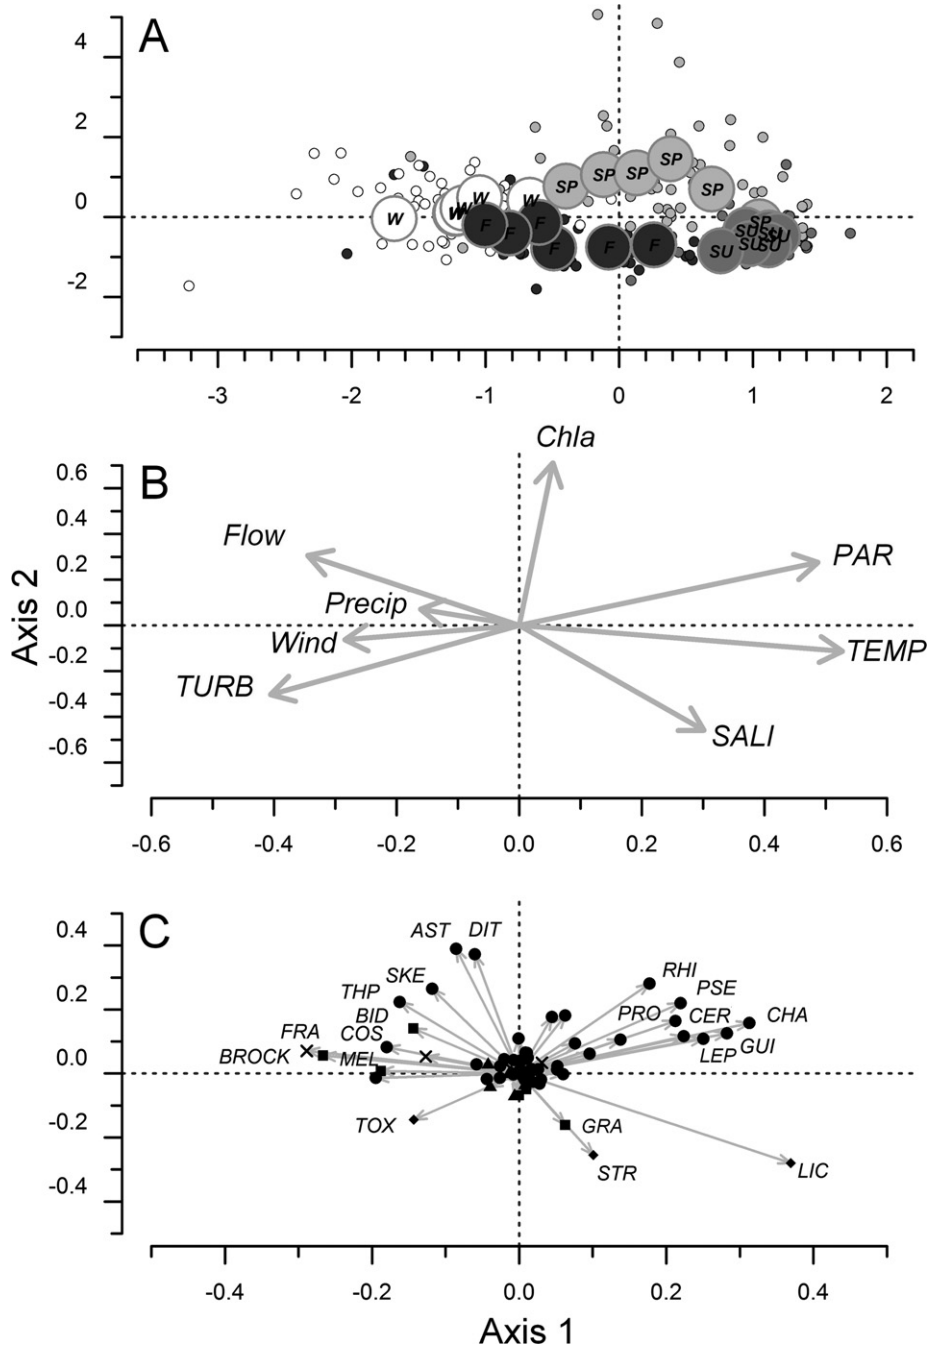 A
4
2
0
-2
W
W
W
W
W
F
F
F
F
F
F
SP
SP
SP
SP
SP
SP
SU
SU
SU
SU
SU
SU
-3
-2
-1
0
1
2
B
Chla
Flow
Precip
Wind
TURB
PAR
TEMP
SALI
0.6
0.4
0.2
0.0
-0.2
-0.4
-0.6
Axis 2
-0.6
-0.4
-0.2
0.0
0.2
0.4
0.6
C
0.4
0.2
0.0
-0.2
-0.4
AST
DIT
SKE
THP
BID
FRA
COS
BROCK
MEL
TOX
RHI
PSE
PRO
CER
CHA
LEP
GUI
GRA
STR
LIC
-0.4
-0.2
0.0
0.2
0.4
Axis 1